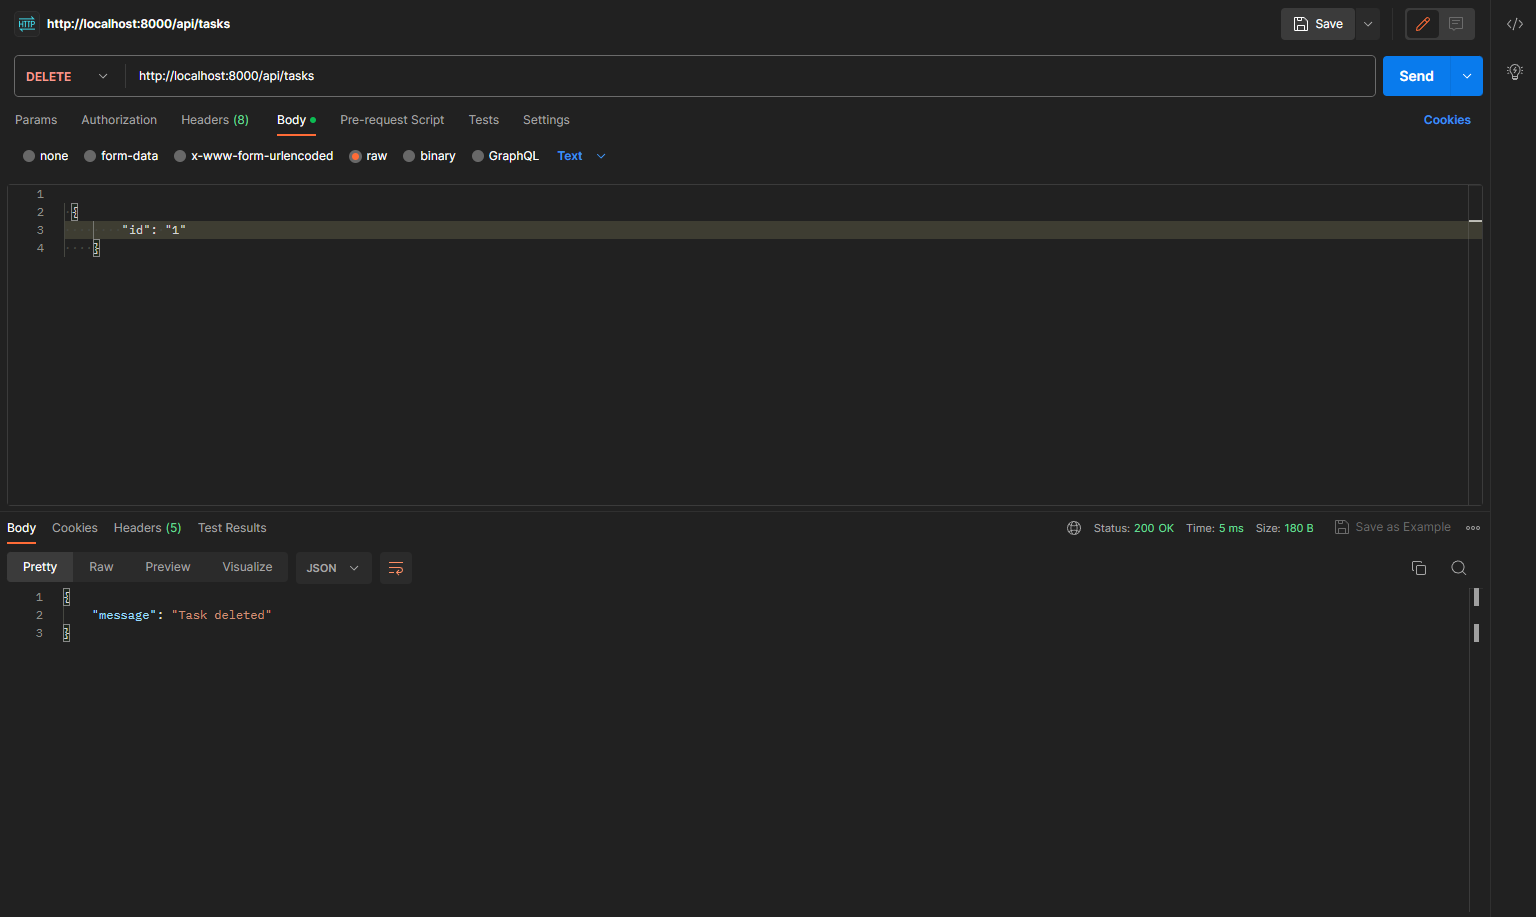 HTTP http://localhost:8000/api/tasks Save
DELETE http://localhost:8000/api/tasks Send
Params Authorization Headers (8) Body Pre-request Script Tests Settings Cookies
none form-data x-www-form-urlencoded raw binary GraphQL Text
1
2 {
3 "id": "1"
4 }
Body Cookies Headers (5) Test Results Status: 200 OK Time: 5 ms Size: 180 B Save as Example
Pretty Raw Preview Visualize JSON
1 {
2 "message": "Task deleted"
3 }